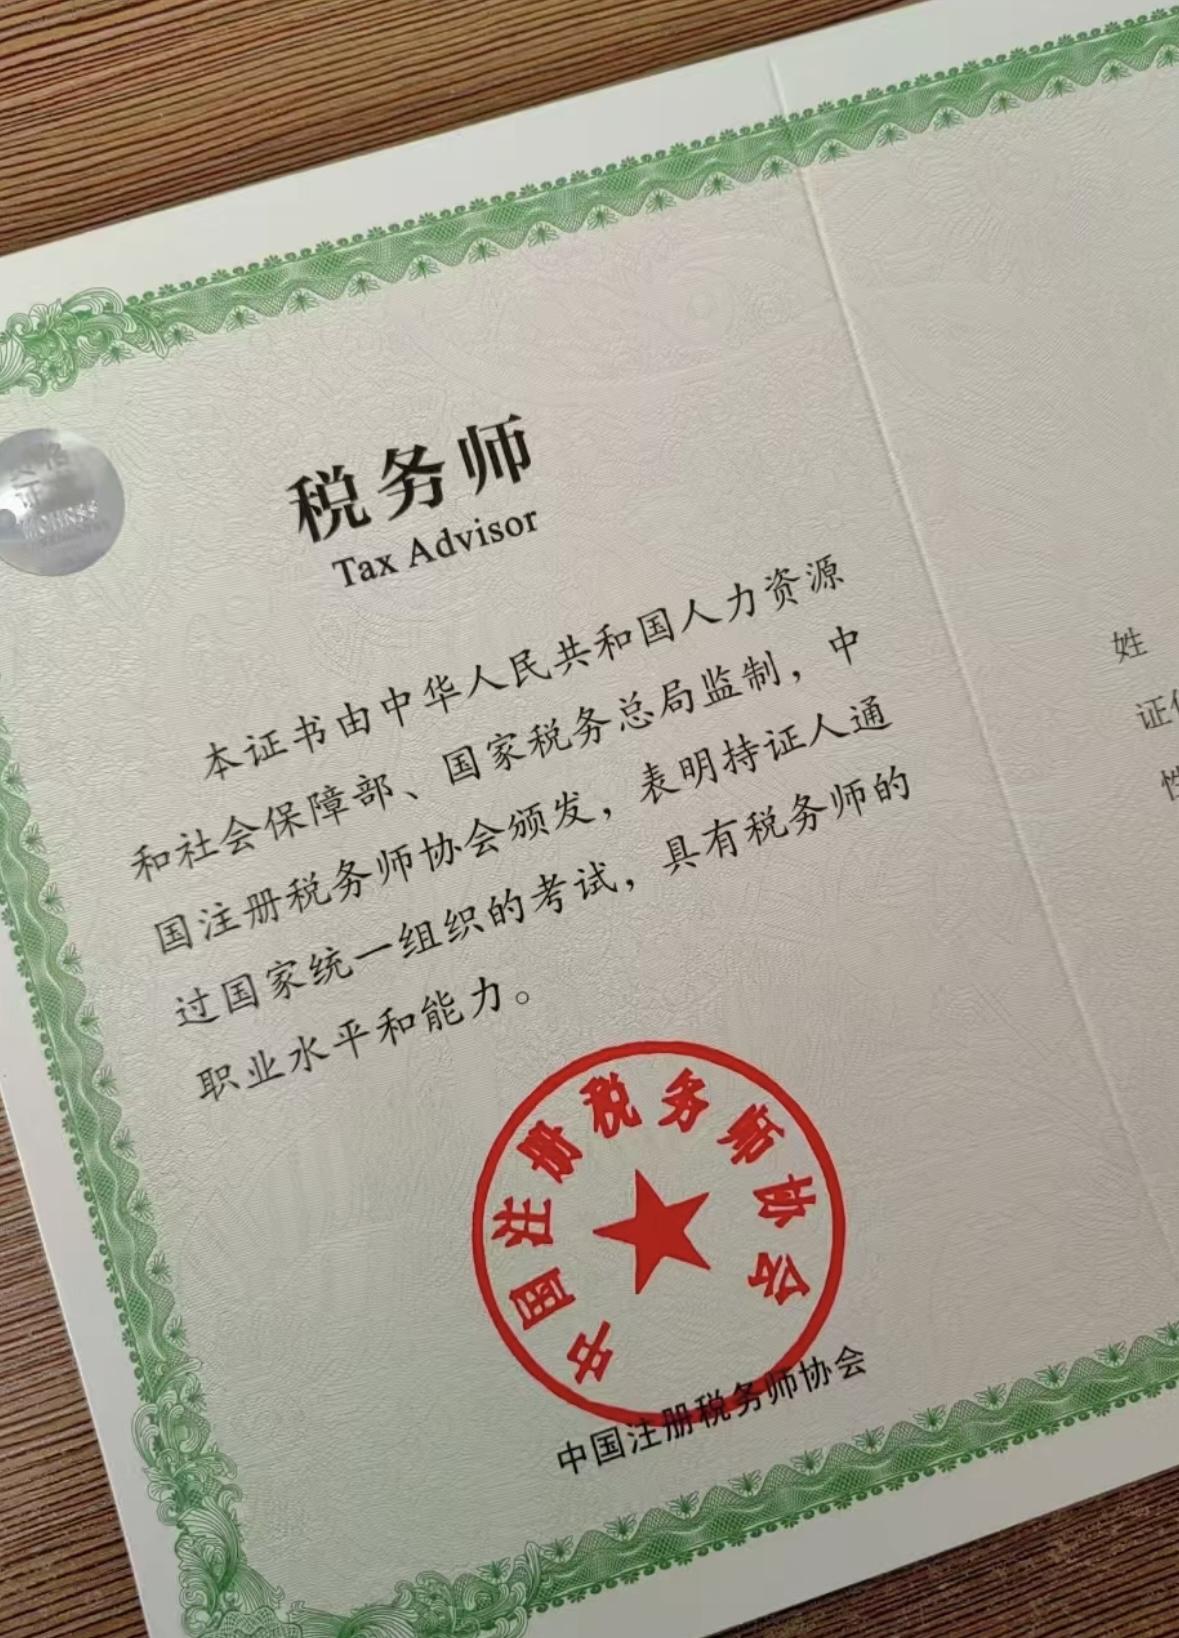 税务师
Tax Advisor
本证书由中华人民共和国人力资源
和社会保障部、国家税务总局监制，中
国注册税务师协会颁发，表明持证人通
过国家统一组织的考试，具有税务师的
职业水平和能力。
中国注册税务师协会
中国注册税务师协会
姓
证
性